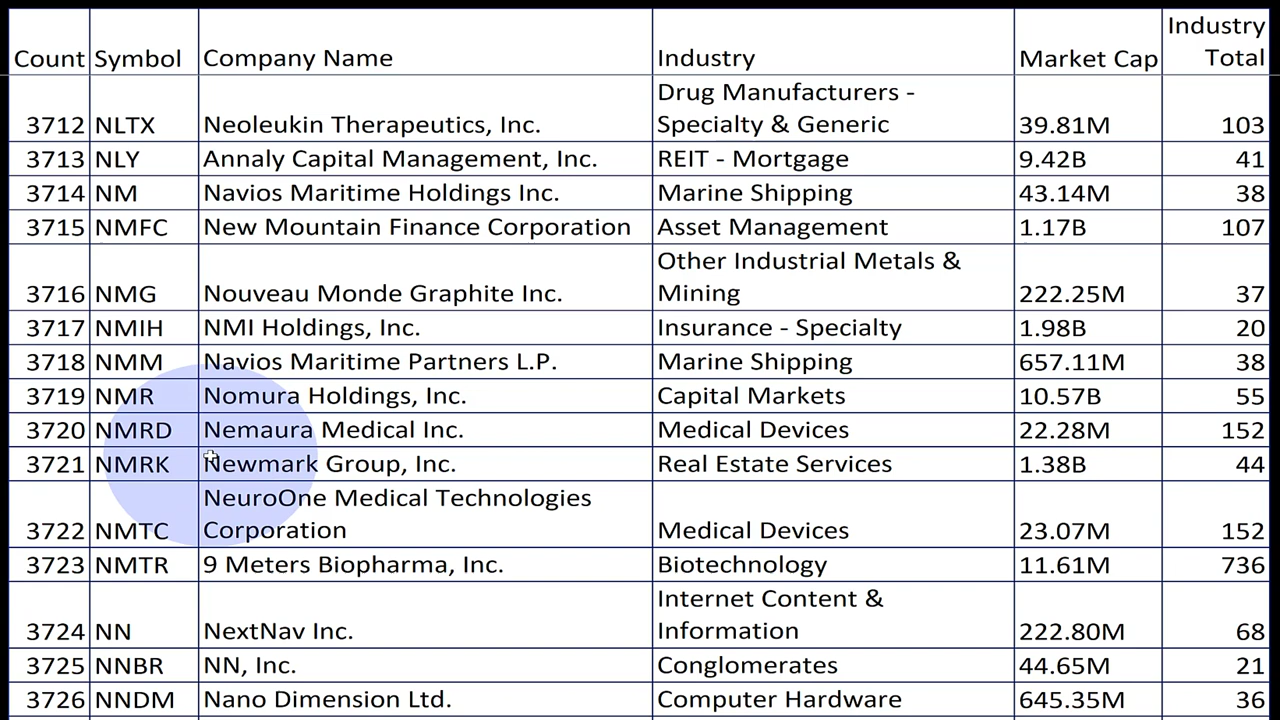 Count Symbol Company Name Industry Market Cap Industry Total
3712 NLTX Neoleukin Therapeutics, Inc. Drug Manufacturers - Specialty & Generic 39.81M 103
3713 NLY Annaly Capital Management, Inc. REIT - Mortgage 9.42B 41
3714 NM Navios Maritime Holdings Inc. Marine Shipping 43.14M 38
3715 NMFC New Mountain Finance Corporation Asset Management 1.17B 107
3716 NMG Nouveau Monde Graphite Inc. Other Industrial Metals & Mining 222.25M 37
3717 NMIH NMI Holdings, Inc. Insurance - Specialty 1.98B 20
3718 NMM Navios Maritime Partners L.P. Marine Shipping 657.11M 38
3719 NMR Nomura Holdings, Inc. Capital Markets 10.57B 55
3720 NMRD Nemaura Medical Inc. Medical Devices 22.28M 152
3721 NMRK Newmark Group, Inc. Real Estate Services 1.38B 44
3722 NMTC NeuroOne Medical Technologies Corporation Medical Devices 23.07M 152
3723 NMTR 9 Meters Biopharma, Inc. Biotechnology 11.61M 736
3724 NN NextNav Inc. Internet Content & Information 222.80M 68
3725 NNBR NN, Inc. Conglomerates 44.65M 21
3726 NNDM Nano Dimension Ltd. Computer Hardware 645.35M 36